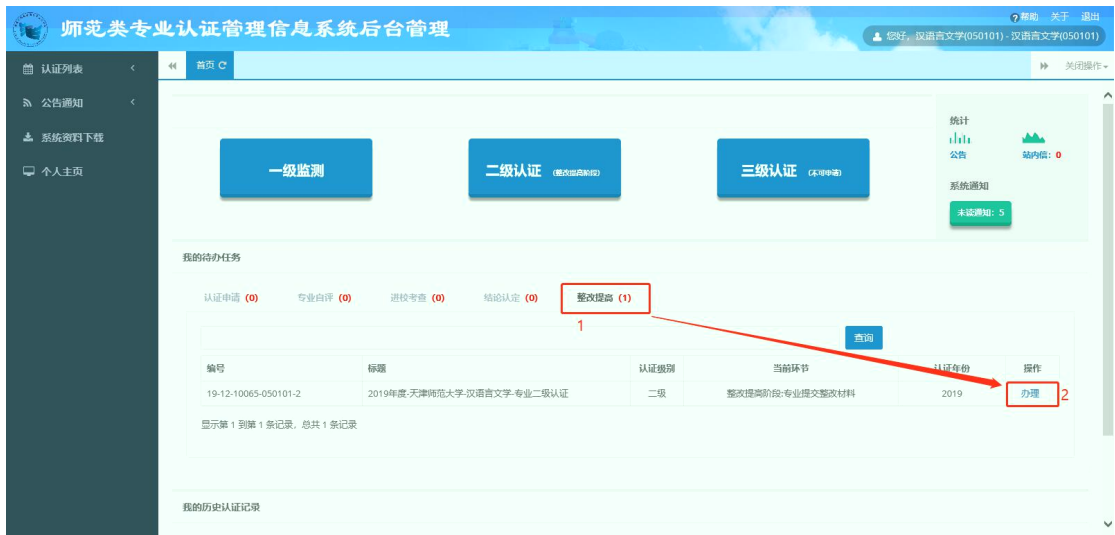 师范类专业认证管理信息系统后台管理
帮助 关于 退出
您好，汉语言文学(050101) - 汉语言文学(050101)
认证列表
公告通知
系统资料下载
个人主页
首页
关闭操作
一级监测
二级认证 (整改提高阶段)
三级认证 (不可申请)
统计
公告
站内信：0
系统通知
未读通知：5
我的待办任务
认证申请 (0) 专业自评 (0) 进校考查 (0) 结论认定 (0) 整改提高 (1)
1
查询
编号 标题 认证级别 当前环节 认证年份 操作
19-12-10065-050101-2 2019年度-天津师范大学-汉语言文学-专业二级认证 二级 整改提高阶段:专业提交整改材料 2019 办理
2
显示第 1 到第 1 条记录，总共 1 条记录
我的历史认证记录